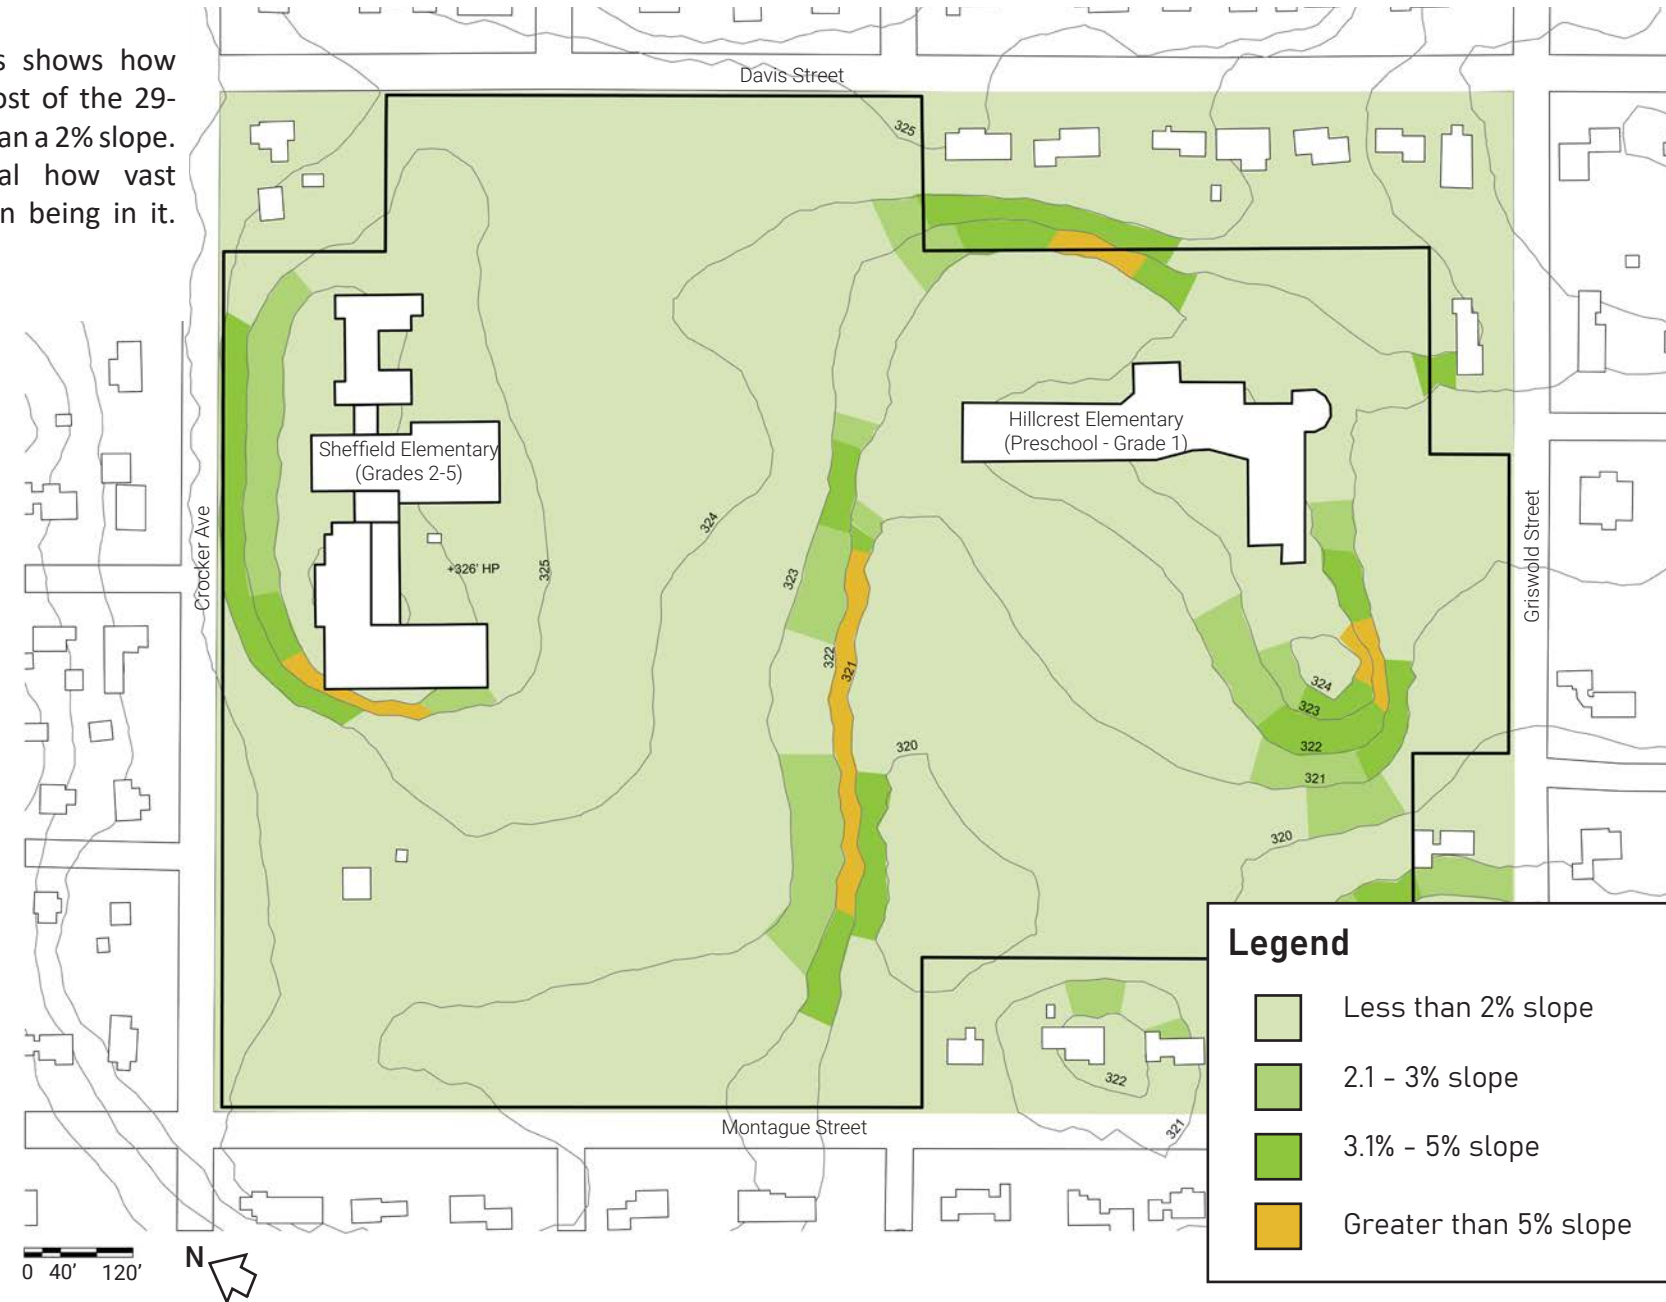 s shows how
ost of the 29-
an a 2% slope.
al how vast
n being in it.
Davis Street
325
Hillcrest Elementary
(Preschool - Grade 1)
Sheffield Elementary
(Grades 2-5)
Crocker Ave
Griswold Street
324
323
+326' HP
325
322
321
324
323
322
321
320
320
322
321
Montague Street
Legend
Less than 2% slope
2.1 - 3% slope
3.1% - 5% slope
Greater than 5% slope
N
0 40' 120'